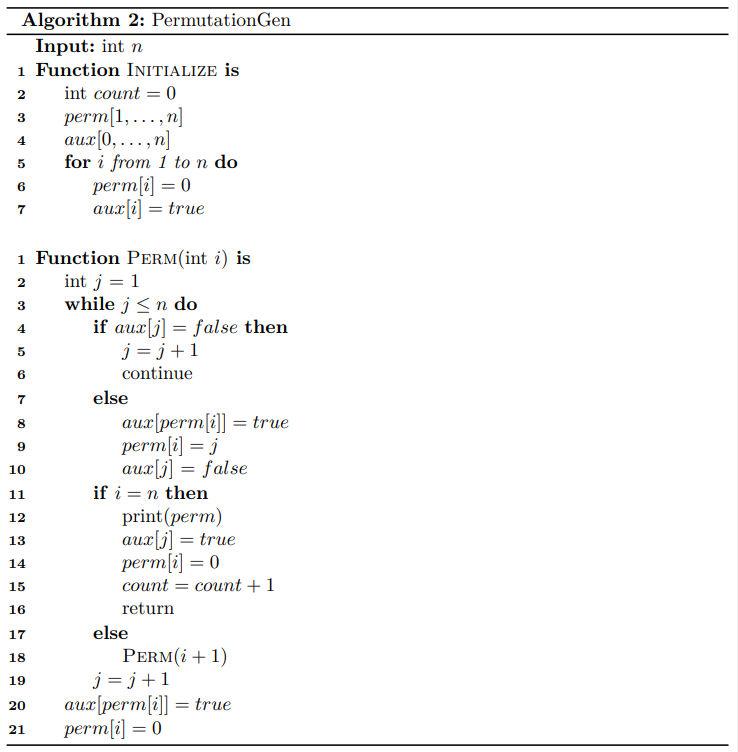 Algorithm 2: PermutationGen
Input: int n
1 Function INITIALIZE is
2 int count = 0
3 perm[1, . . . , n]
4 aux[0, . . . , n]
5 for i from 1 to n do
6 perm[i] = 0
7 aux[i] = true
1 Function PERM(int i) is
2 int j = 1
3 while j ≤ n do
4 if aux[j] = false then
5 j = j + 1
6 continue
7 else
8 aux[perm[i]] = true
9 perm[i] = j
10 aux[j] = false
11 if i = n then
12 print(perm)
13 aux[j] = true
14 perm[i] = 0
15 count = count + 1
16 return
17 else
18 PERM(i + 1)
19 j = j + 1
20 aux[perm[i]] = true
21 perm[i] = 0